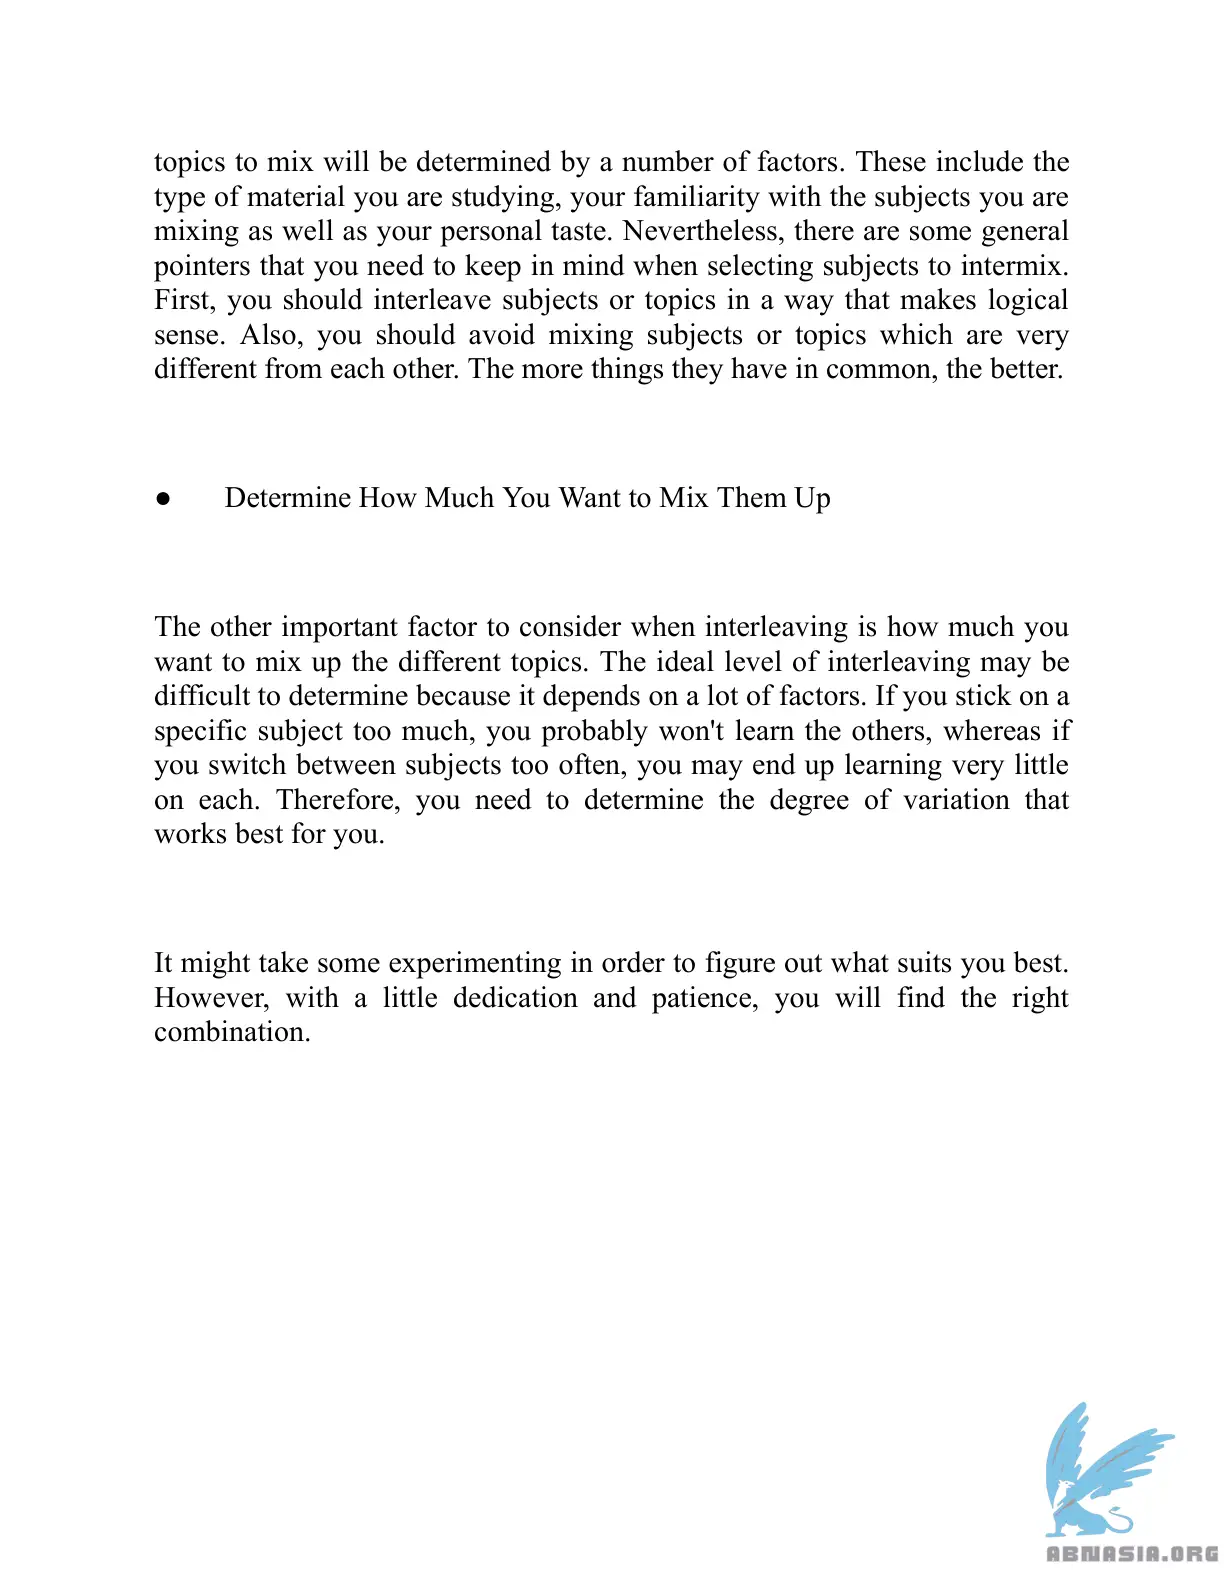 topics to mix will be determined by a number of factors. These include the
type of material you are studying, your familiarity with the subjects you are
mixing as well as your personal taste. Nevertheless, there are some general
pointers that you need to keep in mind when selecting subjects to intermix.
First, you should interleave subjects or topics in a way that makes logical
sense. Also, you should avoid mixing subjects or topics which are very
different from each other. The more things they have in common, the better.
● Determine How Much You Want to Mix Them Up
The other important factor to consider when interleaving is how much you
want to mix up the different topics. The ideal level of interleaving may be
difficult to determine because it depends on a lot of factors. If you stick on a
specific subject too much, you probably won't learn the others, whereas if
you switch between subjects too often, you may end up learning very little
on each. Therefore, you need to determine the degree of variation that
works best for you.
It might take some experimenting in order to figure out what suits you best.
However, with a little dedication and patience, you will find the right
combination.
ABNASIA.ORG